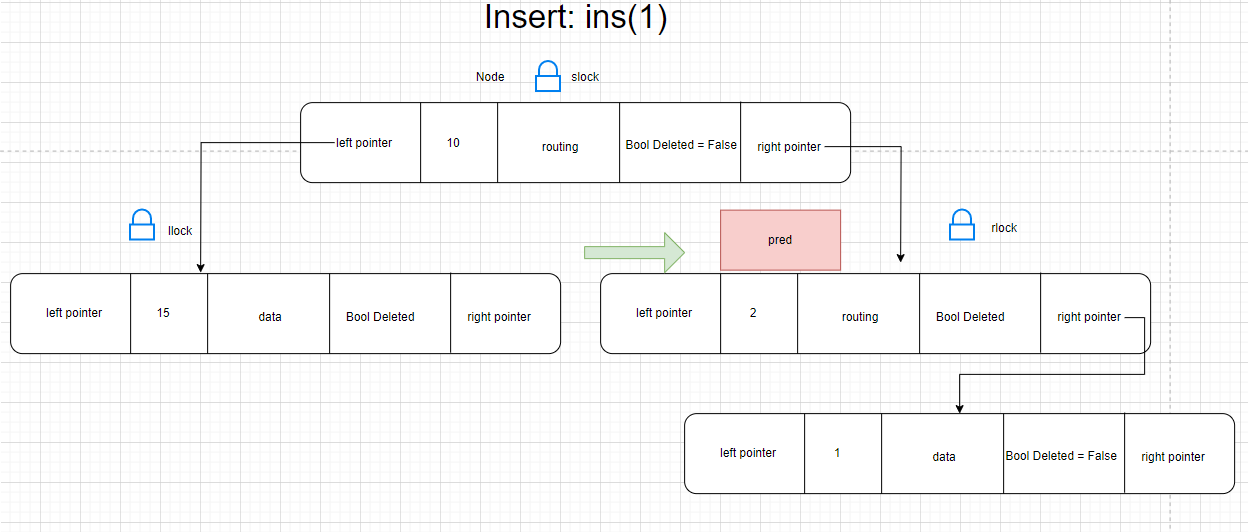 Insert: ins(1)
Node
slock
left pointer
10
routing
Bool Deleted = False
right pointer
llock
pred
rlock
left pointer
15
data
Bool Deleted
right pointer
left pointer
2
routing
Bool Deleted
right pointer
left pointer
1
data
Bool Deleted = False
right pointer